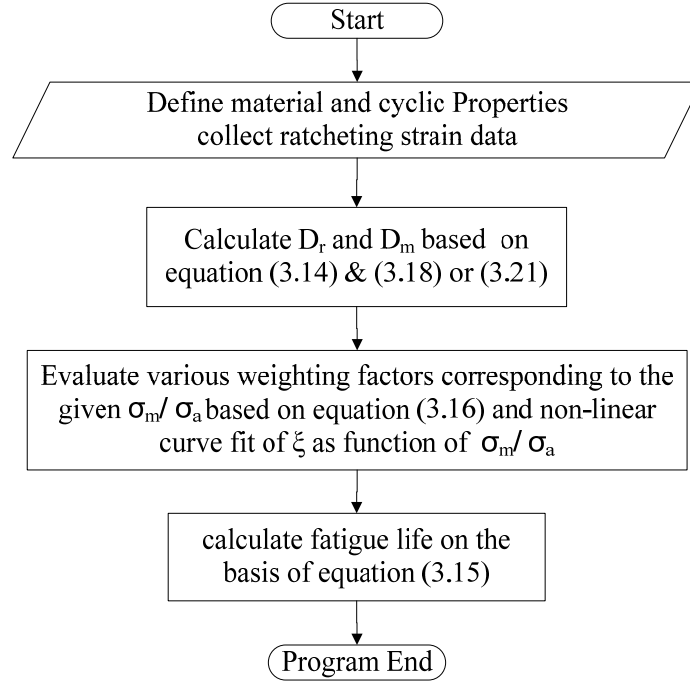 Start
Define material and cyclic Properties
collect ratcheting strain data
Calculate Dr and Dm based on
equation (3.14) & (3.18) or (3.21)
Evaluate various weighting factors corresponding to the
given σm/ σa based on equation (3.16) and non-linear
curve fit of ξ as function of σm/ σa
calculate fatigue life on the
basis of equation (3.15)
Program End